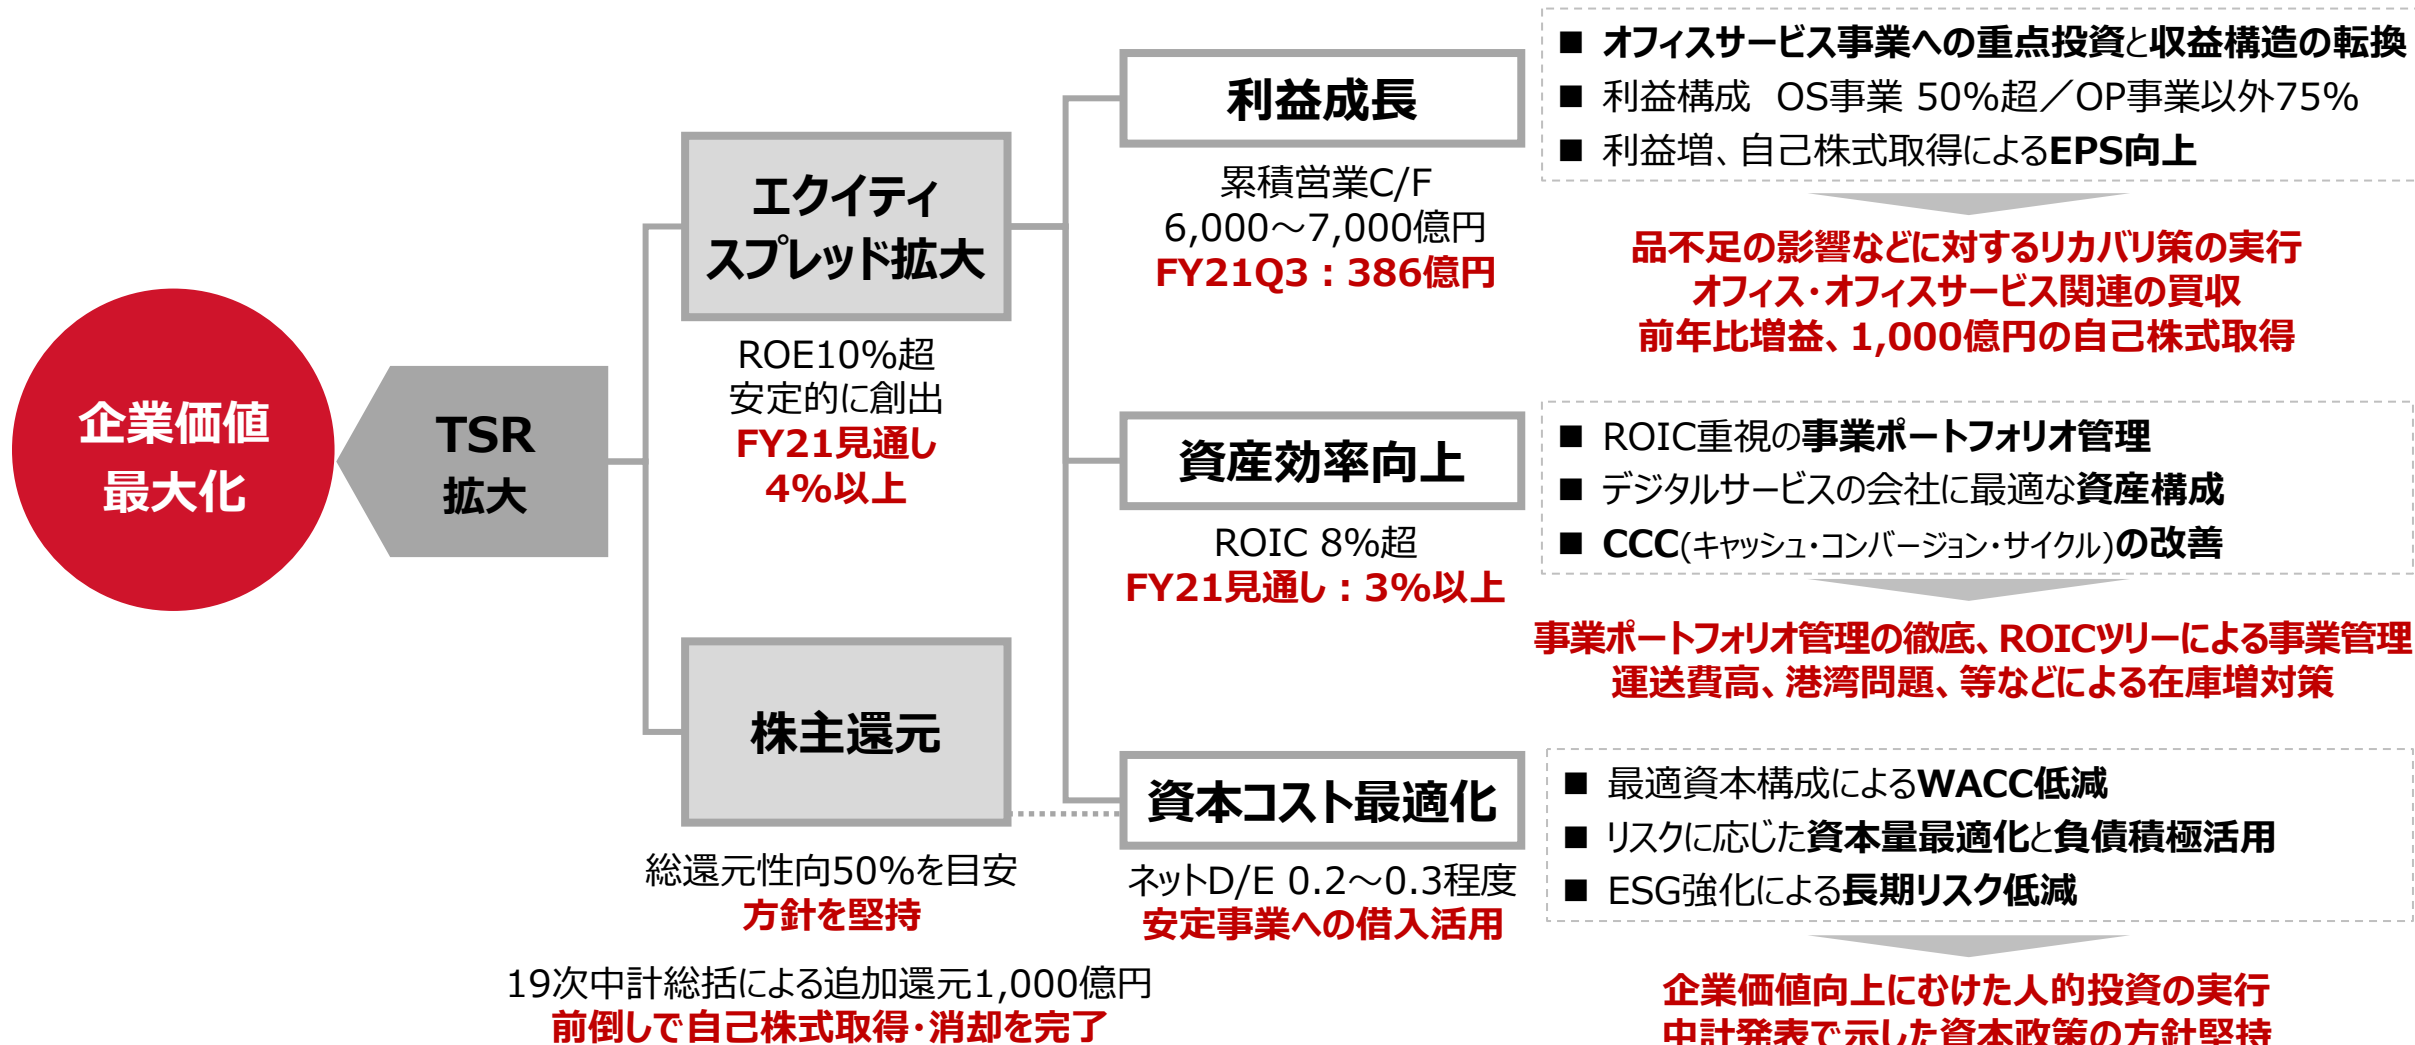 企業価値
最大化
TSR
拡大
エクイティ
スプレッド拡大
ROE10%超
安定的に創出
FY21見通し
4%以上
株主還元
総還元性向50%を目安
方針を堅持
19次中計総括による追加還元1,000億円
前倒しで自己株式取得・消却を完了
利益成長
累積営業C/F
6,000～7,000億円
FY21Q3：386億円
■ オフィスサービス事業への重点投資と収益構造の転換
■ 利益構成 OS事業 50%超／OP事業以外75%
■ 利益増、自己株式取得によるEPS向上
品不足の影響などに対するリカバリ策の実行
オフィス・オフィスサービス関連の買収
前年比増益、1,000億円の自己株式取得
資産効率向上
ROIC 8%超
FY21見通し：3%以上
■ ROIC重視の事業ポートフォリオ管理
■ デジタルサービスの会社に最適な資産構成
■ CCC(キャッシュ・コンバージョン・サイクル)の改善
事業ポートフォリオ管理の徹底、ROICツリーによる事業管理
運送費高、港湾問題、等などによる在庫増対策
資本コスト最適化
ネットD/E 0.2～0.3程度
安定事業への借入活用
■ 最適資本構成によるWACC低減
■ リスクに応じた資本量最適化と負債積極活用
■ ESG強化による長期リスク低減
企業価値向上にむけた人的投資の実行
中計発表で示した資本政策の方針堅持